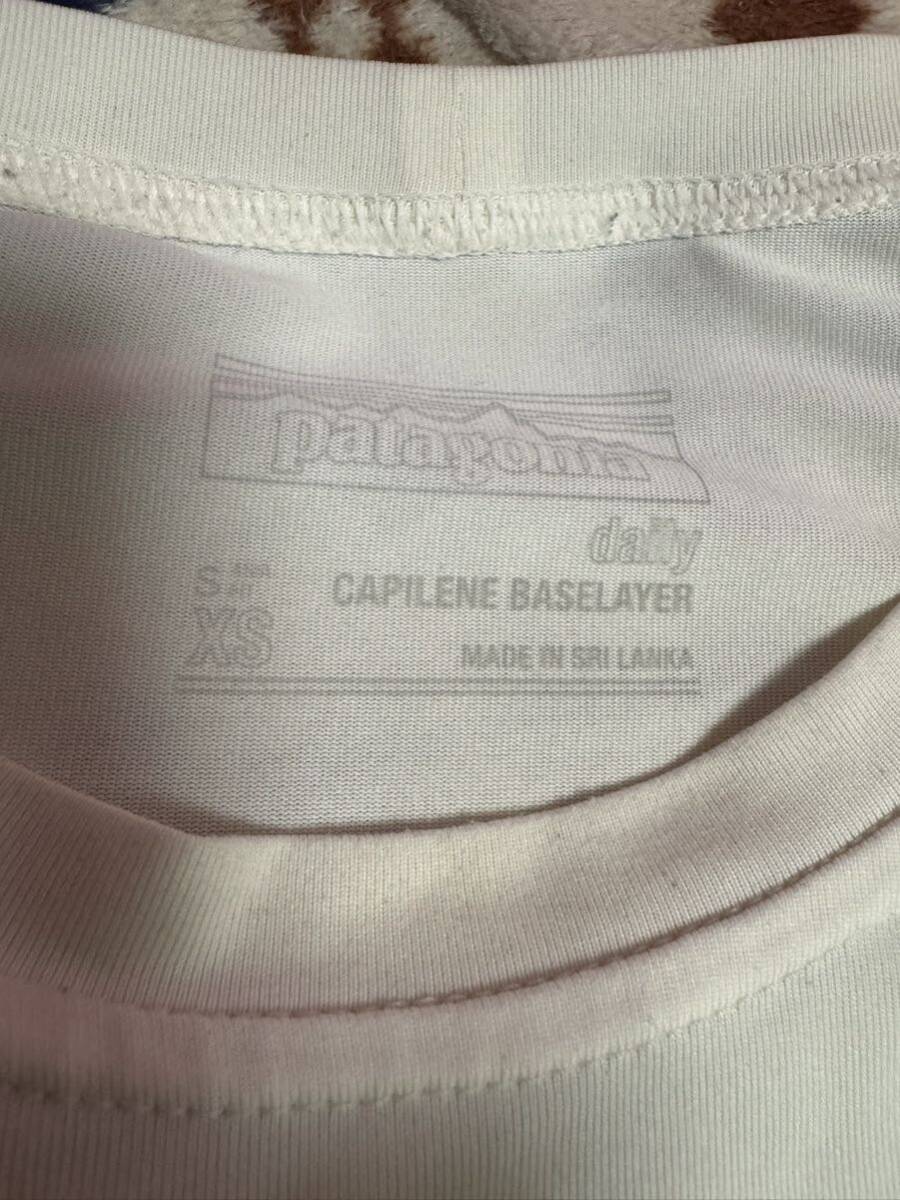 patagonia
daily
S
CAPILENE BASELAYER
XS
MADE IN SRI LANKA